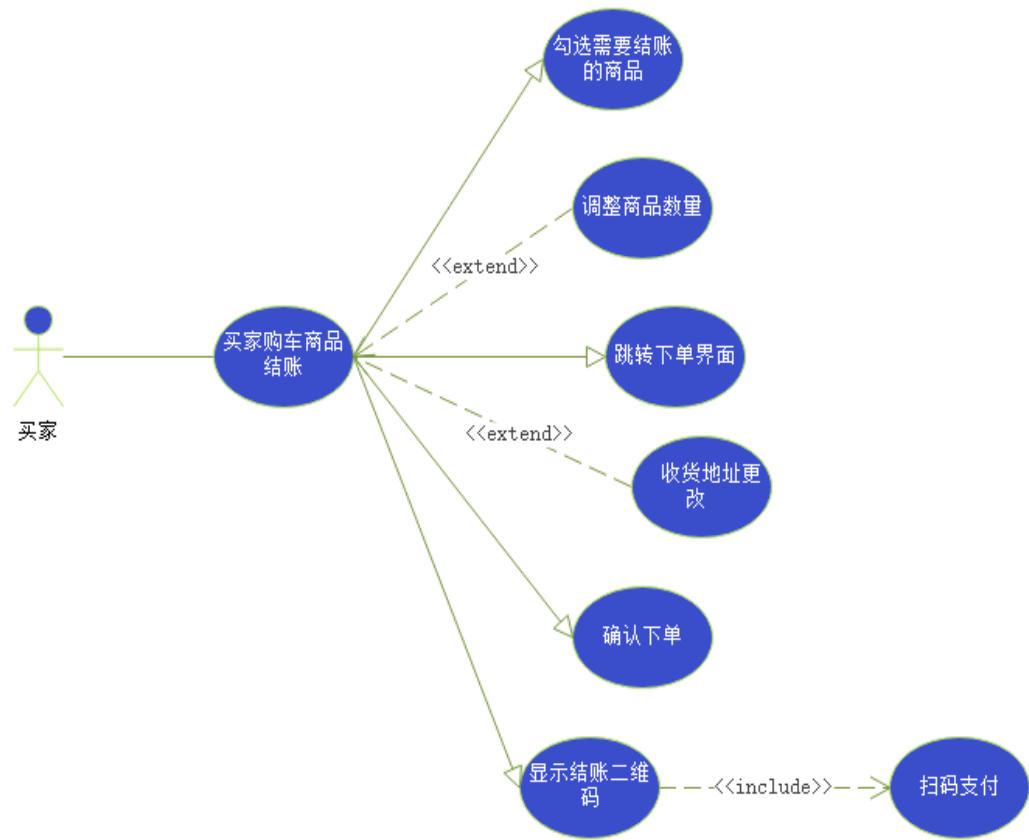 勾选需要结账
的商品
调整商品数量
<<extend>>
买家购车商品
结账
跳转下单界面
买家
<<extend>>
收货地址更
改
确认下单
显示结账二维
码
<<include>>
扫码支付